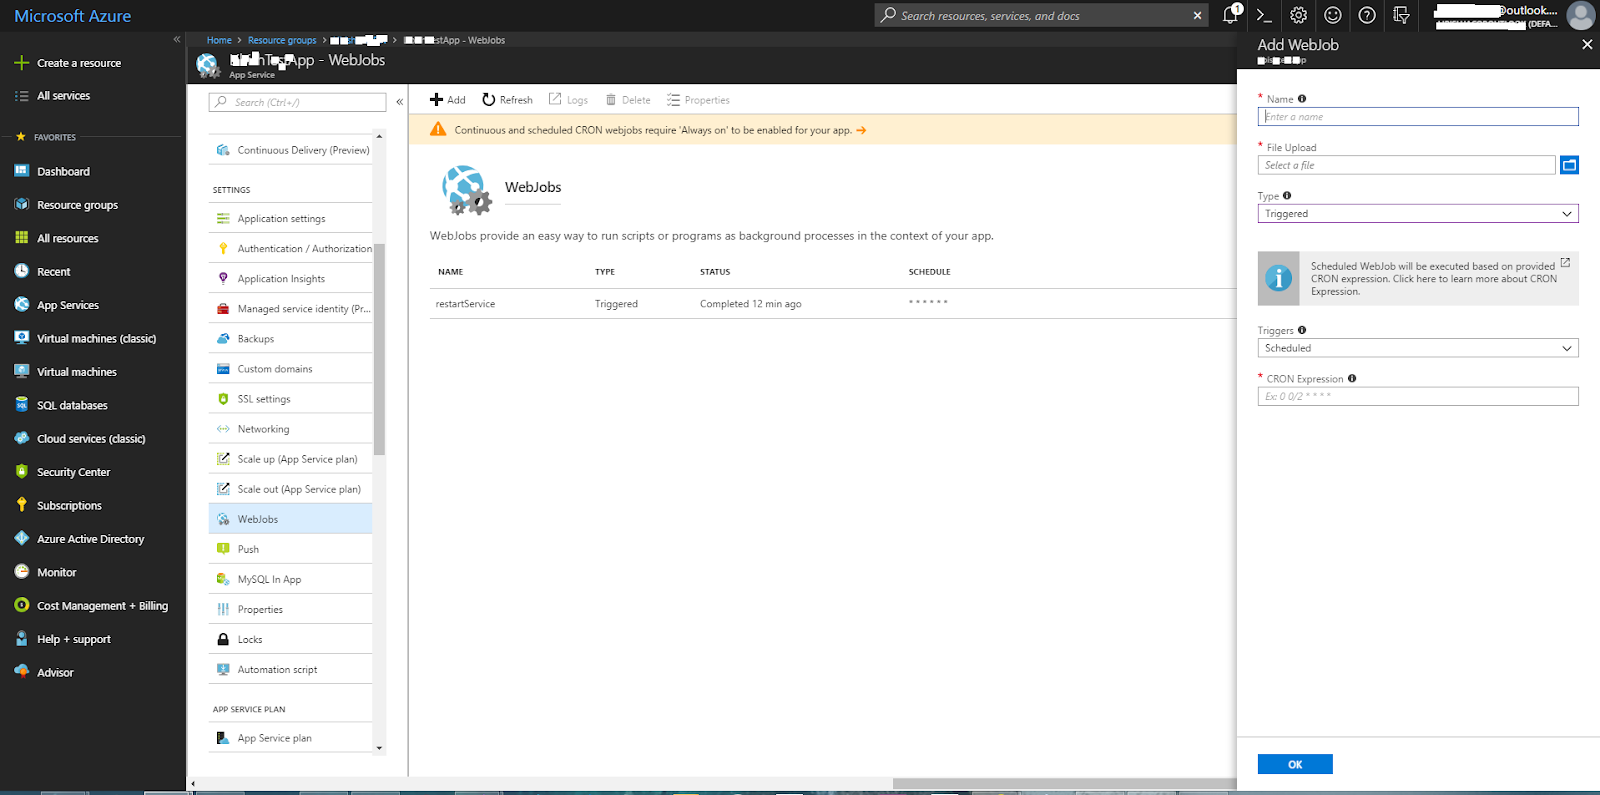 Microsoft Azure
Search resources, services, and docs
1
@outlook....
(DEFA...
Create a resource
All services
FAVORITES
Dashboard
Resource groups
All resources
Recent
App Services
Virtual machines (classic)
Virtual machines
SQL databases
Cloud services (classic)
Security Center
Subscriptions
Azure Active Directory
Monitor
Cost Management + Billing
Help + support
Advisor
Home > Resource groups > > App - WebJobs
App - WebJobs
App Service
Search (Ctrl+/)
Continuous Delivery (Preview)
SETTINGS
Application settings
Authentication / Authorization
Application Insights
Managed service identity (Pr...
Backups
Custom domains
SSL settings
Networking
Scale up (App Service plan)
Scale out (App Service plan)
WebJobs
Push
MySQL In App
Properties
Locks
Automation script
APP SERVICE PLAN
App Service plan
Add Refresh Logs Delete Properties
Continuous and scheduled CRON webjobs require 'Always on' to be enabled for your app.
WebJobs
WebJobs provide an easy way to run scripts or programs as background processes in the context of your app.
NAME TYPE STATUS SCHEDULE
restartService Triggered Completed 12 min ago * * * * * *
Add WebJob
* Name
Enter a name
* File Upload
Select a file
Type
Triggered
Scheduled WebJob will be executed based on provided
CRON expression. Click here to learn more about CRON
Expression.
Triggers
Scheduled
* CRON Expression
Ex: 0 0/2 * * * *
OK